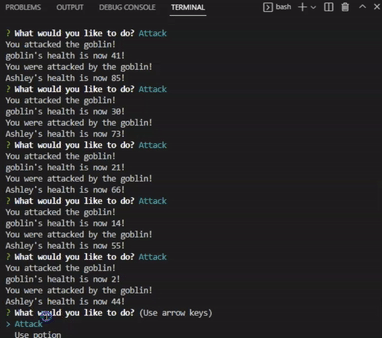 PROBLEMS OUTPUT DEBUG CONSOLE TERMINAL bash
? What would you like to do? Attack
You attacked the goblin!
goblin's health is now 41!
You were attacked by the goblin!
Ashley's health is now 85!
? What would you like to do? Attack
You attacked the goblin!
goblin's health is now 30!
You were attacked by the goblin!
Ashley's health is now 73!
? What would you like to do? Attack
You attacked the goblin!
goblin's health is now 21!
You were attacked by the goblin!
Ashley's health is now 66!
? What would you like to do? Attack
You attacked the goblin!
goblin's health is now 14!
You were attacked by the goblin!
Ashley's health is now 55!
? What would you like to do? Attack
You attacked the goblin!
goblin's health is now 2!
You were attacked by the goblin!
Ashley's health is now 44!
? What would you like to do? (Use arrow keys)
> Attack
Use potion